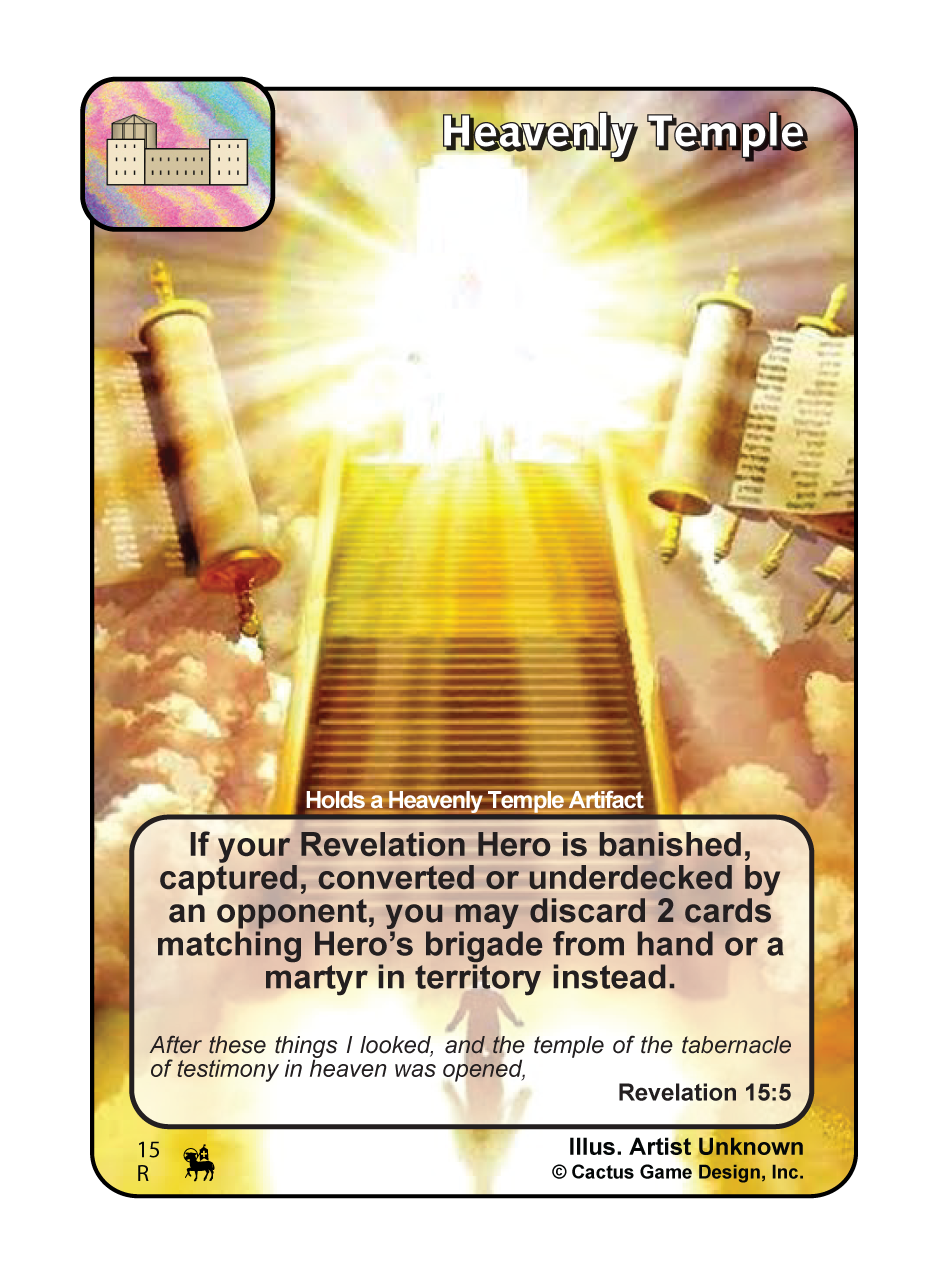 Heavenly Temple
Holds a Heavenly Temple Artifact
If your Revelation Hero is banished,
captured, converted or underdecked by
an opponent, you may discard 2 cards
matching Hero's brigade from hand or a
martyr in territory instead.
After these things I looked, and the temple of the tabernacle
of testimony in heaven was opened,
Revelation 15:5
15
R
Illus. Artist Unknown
© Cactus Game Design, Inc.